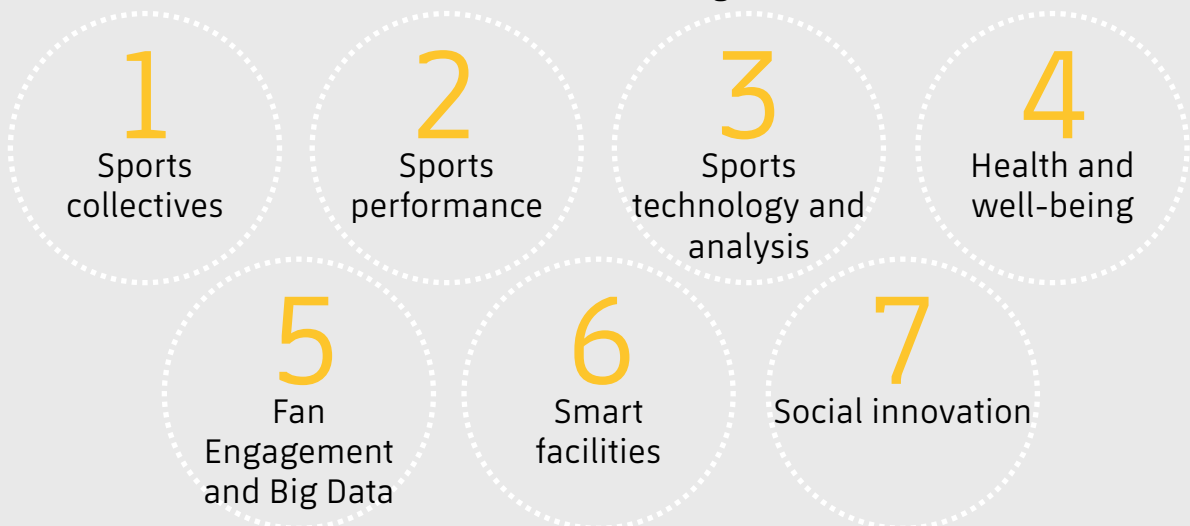 1
Sports
collectives
2
Sports
performance
3
Sports
technology and
analysis
4
Health and
well-being
5
Fan
Engagement
and Big Data
6
Smart
facilities
7
Social innovation